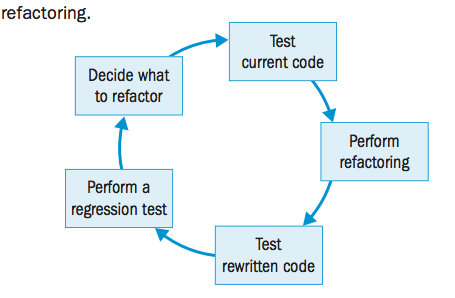 refactoring.
Test
current code
Decide what
to refactor
Perform
refactoring
Perform a
regression test
Test
rewritten code